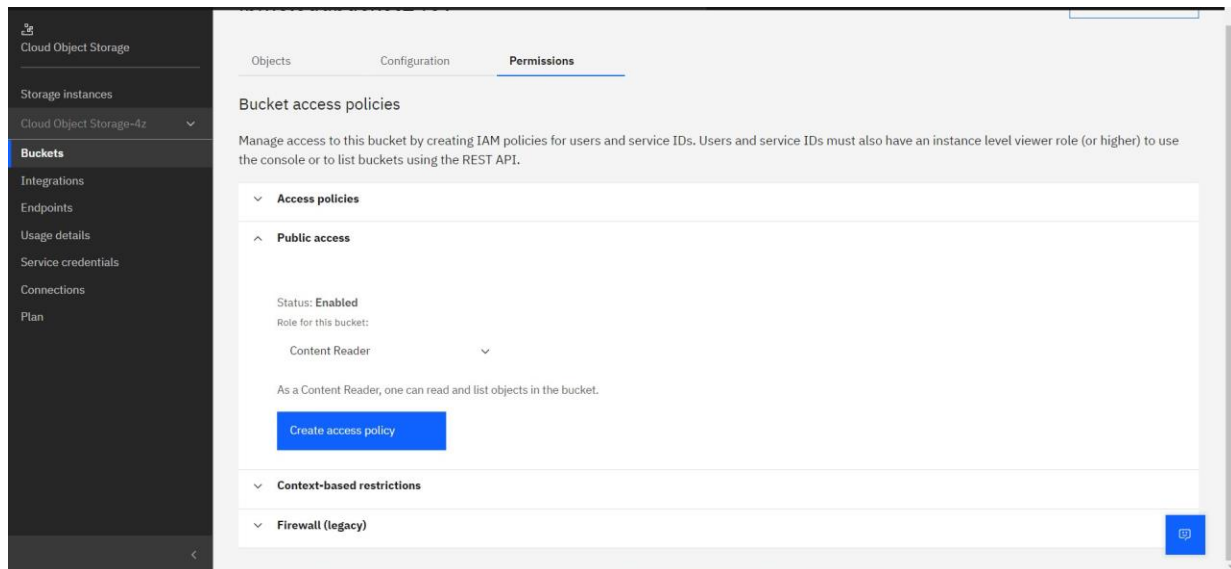 Cloud Object Storage
Storage instances
Cloud Object Storage-4z
Buckets
Integrations
Endpoints
Usage details
Service credentials
Connections
Plan
Objects
Configuration
Permissions
Bucket access policies
Manage access to this bucket by creating IAM policies for users and service IDs. Users and service IDs must also have an instance level viewer role (or higher) to use
the console or to list buckets using the REST API.
Access policies
Public access
Status: Enabled
Role for this bucket:
Content Reader
As a Content Reader, one can read and list objects in the bucket.
Create access policy
Context-based restrictions
Firewall (legacy)